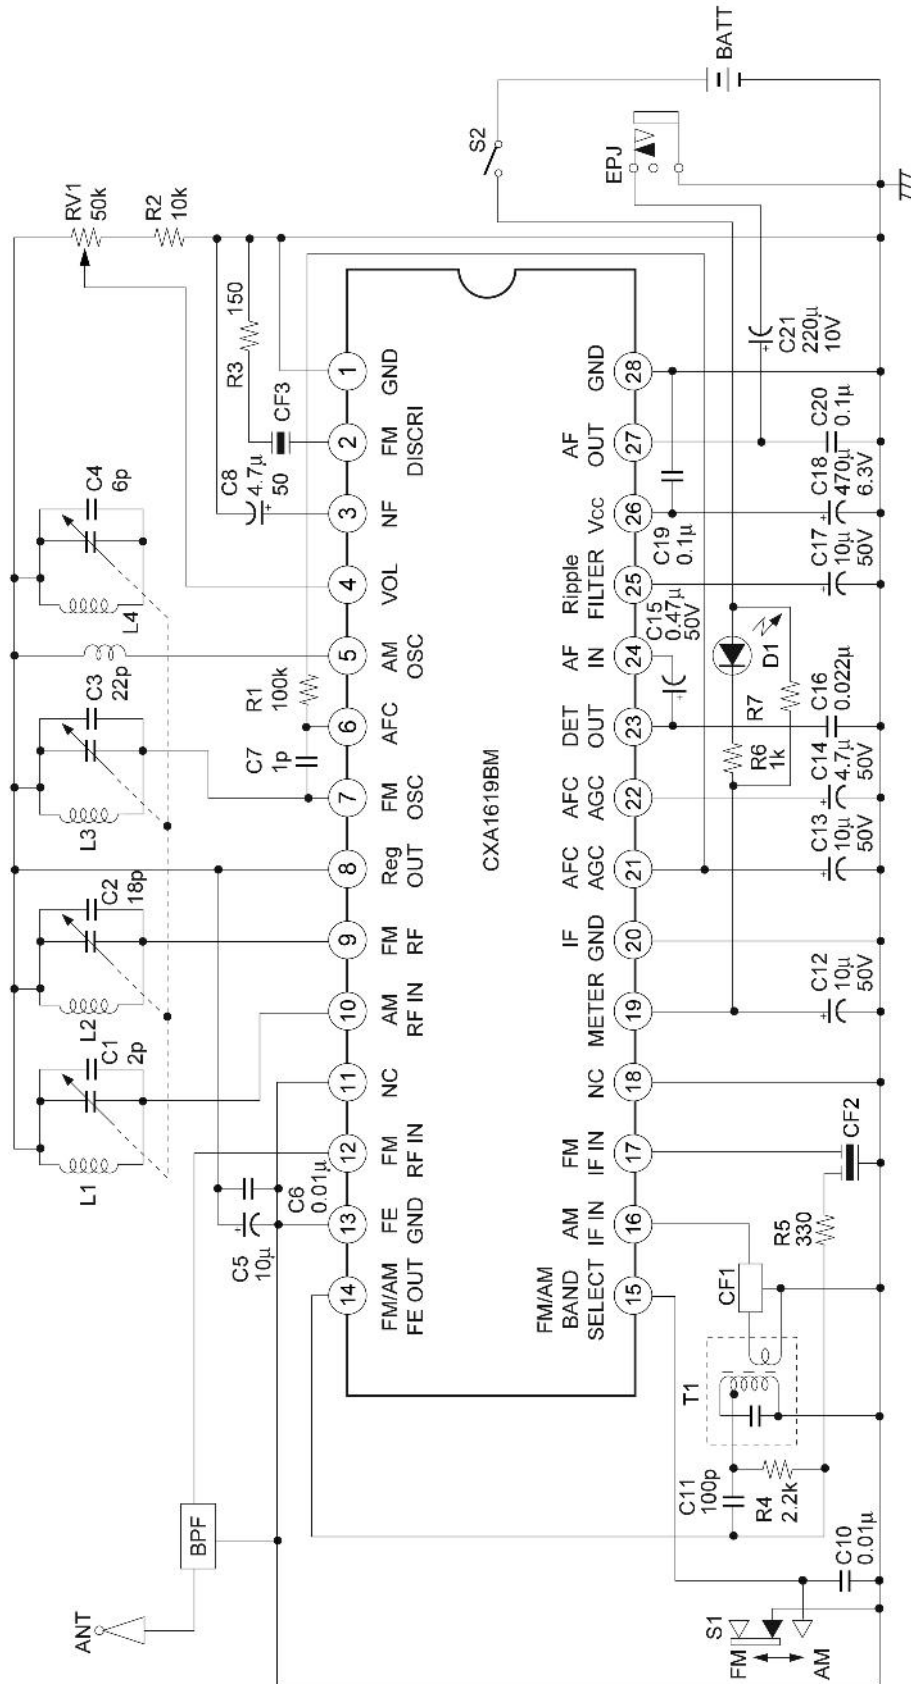 ANT
BPF
L1
C1
2p
L2
C2
18p
L3
C3
22p
L4
C4
6p
RV1
50k
R2
10k
C5
10μ
C6
0.01μ
C7
1p
R1
100k
C8
4.7μ
50
R3
150
CF3
14
13
12
11
10
9
8
7
6
5
4
3
2
1
FM/AM
FE OUT
FE
GND
FM
RF IN
NC
AM
RF IN
FM
RF
Reg
OUT
FM
OSC
AFC
AM
OSC
VOL
NF
FM
DISCRI
GND
CXA1619BM
FM/AM
BAND
SELECT
AM
IF IN
FM
IF IN
NC
METER
IF
GND
AFC
AGC
AFC
AGC
DET
OUT
AF
IN
Ripple
FILTER
Vcc
AF
OUT
GND
15
16
17
18
19
20
21
22
23
24
25
26
27
28
S2
EPJ
BATT
C15
0.47μ
50V
C19
0.1μ
C21
220μ
10V
D1
R7
R6
1k
T1
CF1
R5
330
CF2
C11
100p
R4
2.2k
S1
FM
AM
C10
0.01μ
C12
10μ
50V
C13
10μ
50V
C14
4.7μ
50V
C16
0.022μ
C17
10μ
50V
C18
470μ
6.3V
C20
0.1μ